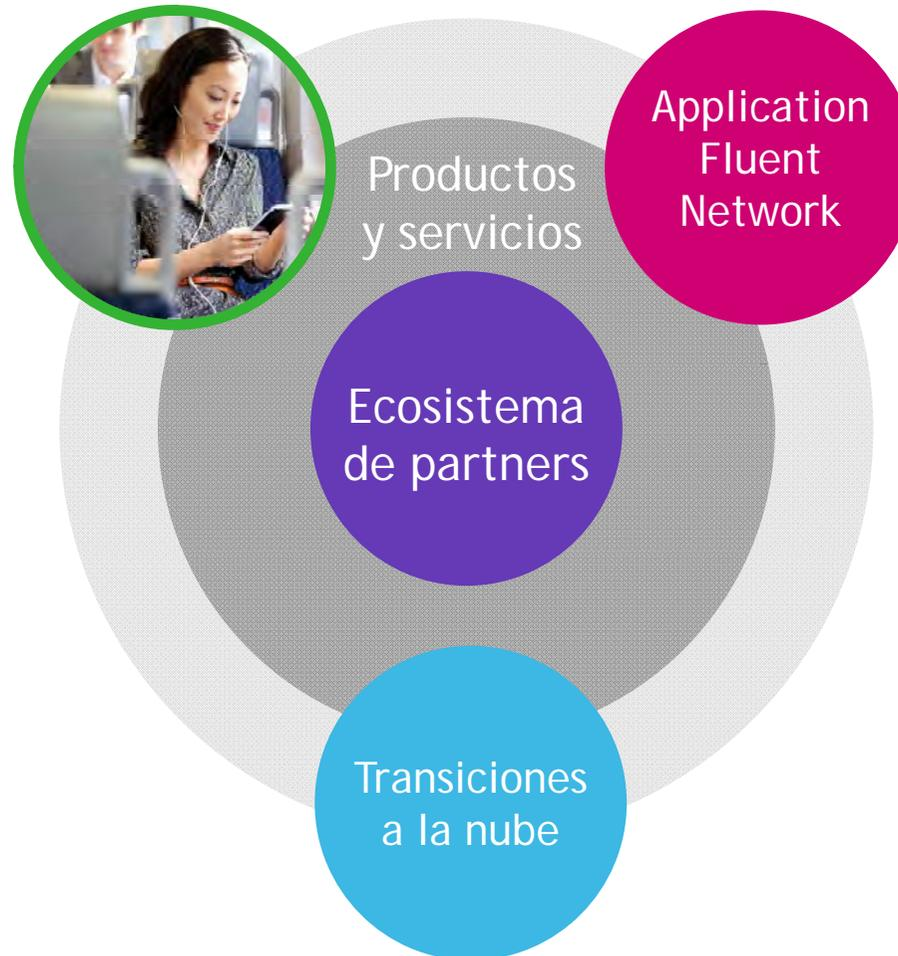 Application
Fluent
Network
Productos
y servicios
Ecosistema
de partners
Transiciones
a la nube